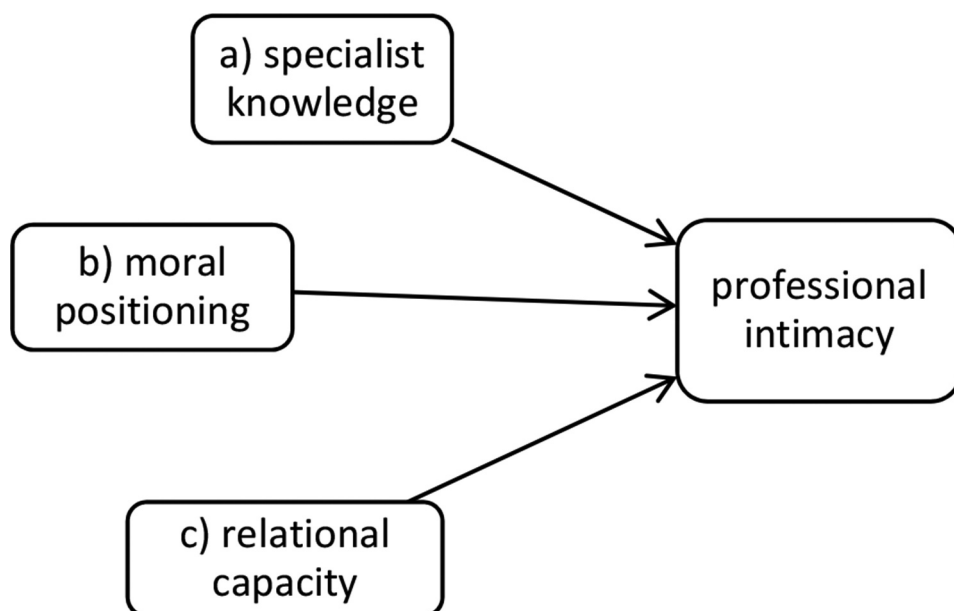 a) specialist
knowledge
b) moral
positioning
professional
intimacy
c) relational
capacity